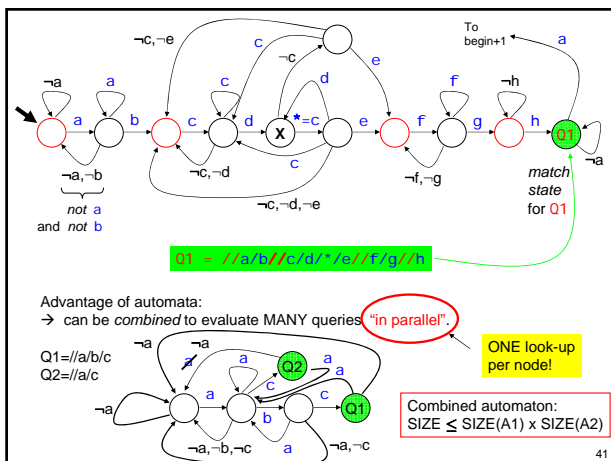 ¬c,¬e
c
¬c
e
To
begin+1
a
¬a
a
c
d
f
¬h
a
b
c
d
X
*=c
e
f
g
h
Q1
¬a,¬b
¬c,¬d
c
¬f,¬g
¬a
not a
and not b
¬c,¬d,¬e
match
state
for Q1
Q1 = //a/b//c/d/*/e//f/g//h
Advantage of automata:
→ can be combined to evaluate MANY queries "in parallel".
Q1=//a/b/c
Q2=//a/c
ONE look-up
per node!
¬a
¬a
a
a
Q2
a
a
c
¬a
a
b
c
Q1
¬a,¬b,¬c
a
¬a,¬c
Combined automaton:
SIZE ≤ SIZE(A1) x SIZE(A2)
41